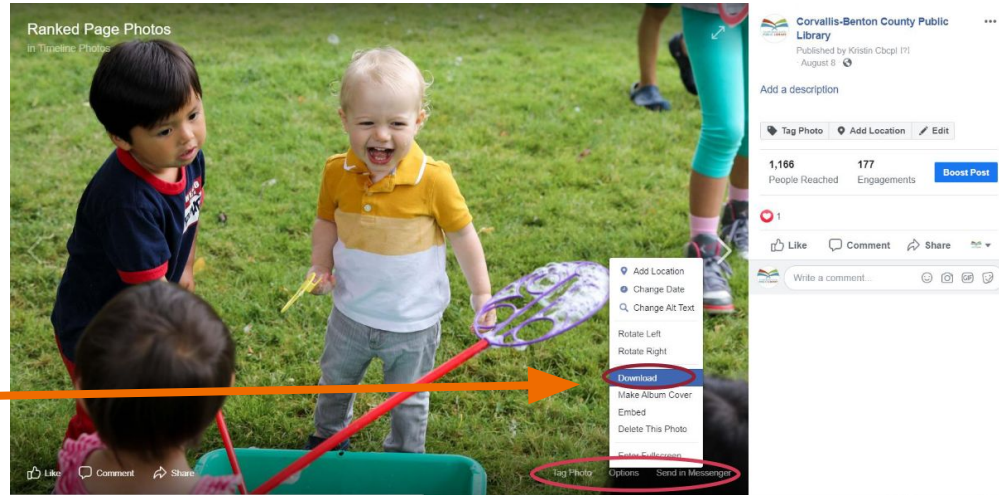 Ranked Page Photos
In Timeline Photos
Add Location
Change Date
Change Alt Text
Rotate Left
Rotate Right
Download
Make Album Cover
Embed
Delete This Photo
Enter Fullscreen
Like Comment Share
Tag Photo Options Send in Messenger
Corvallis-Benton County Public
Library
Published by Kristin Cbcpl [?]
· August 8
Add a description
Tag Photo Add Location Edit
1,166 177
People Reached Engagements
Boost Post
1
Like Comment Share
Write a comment...
GIF